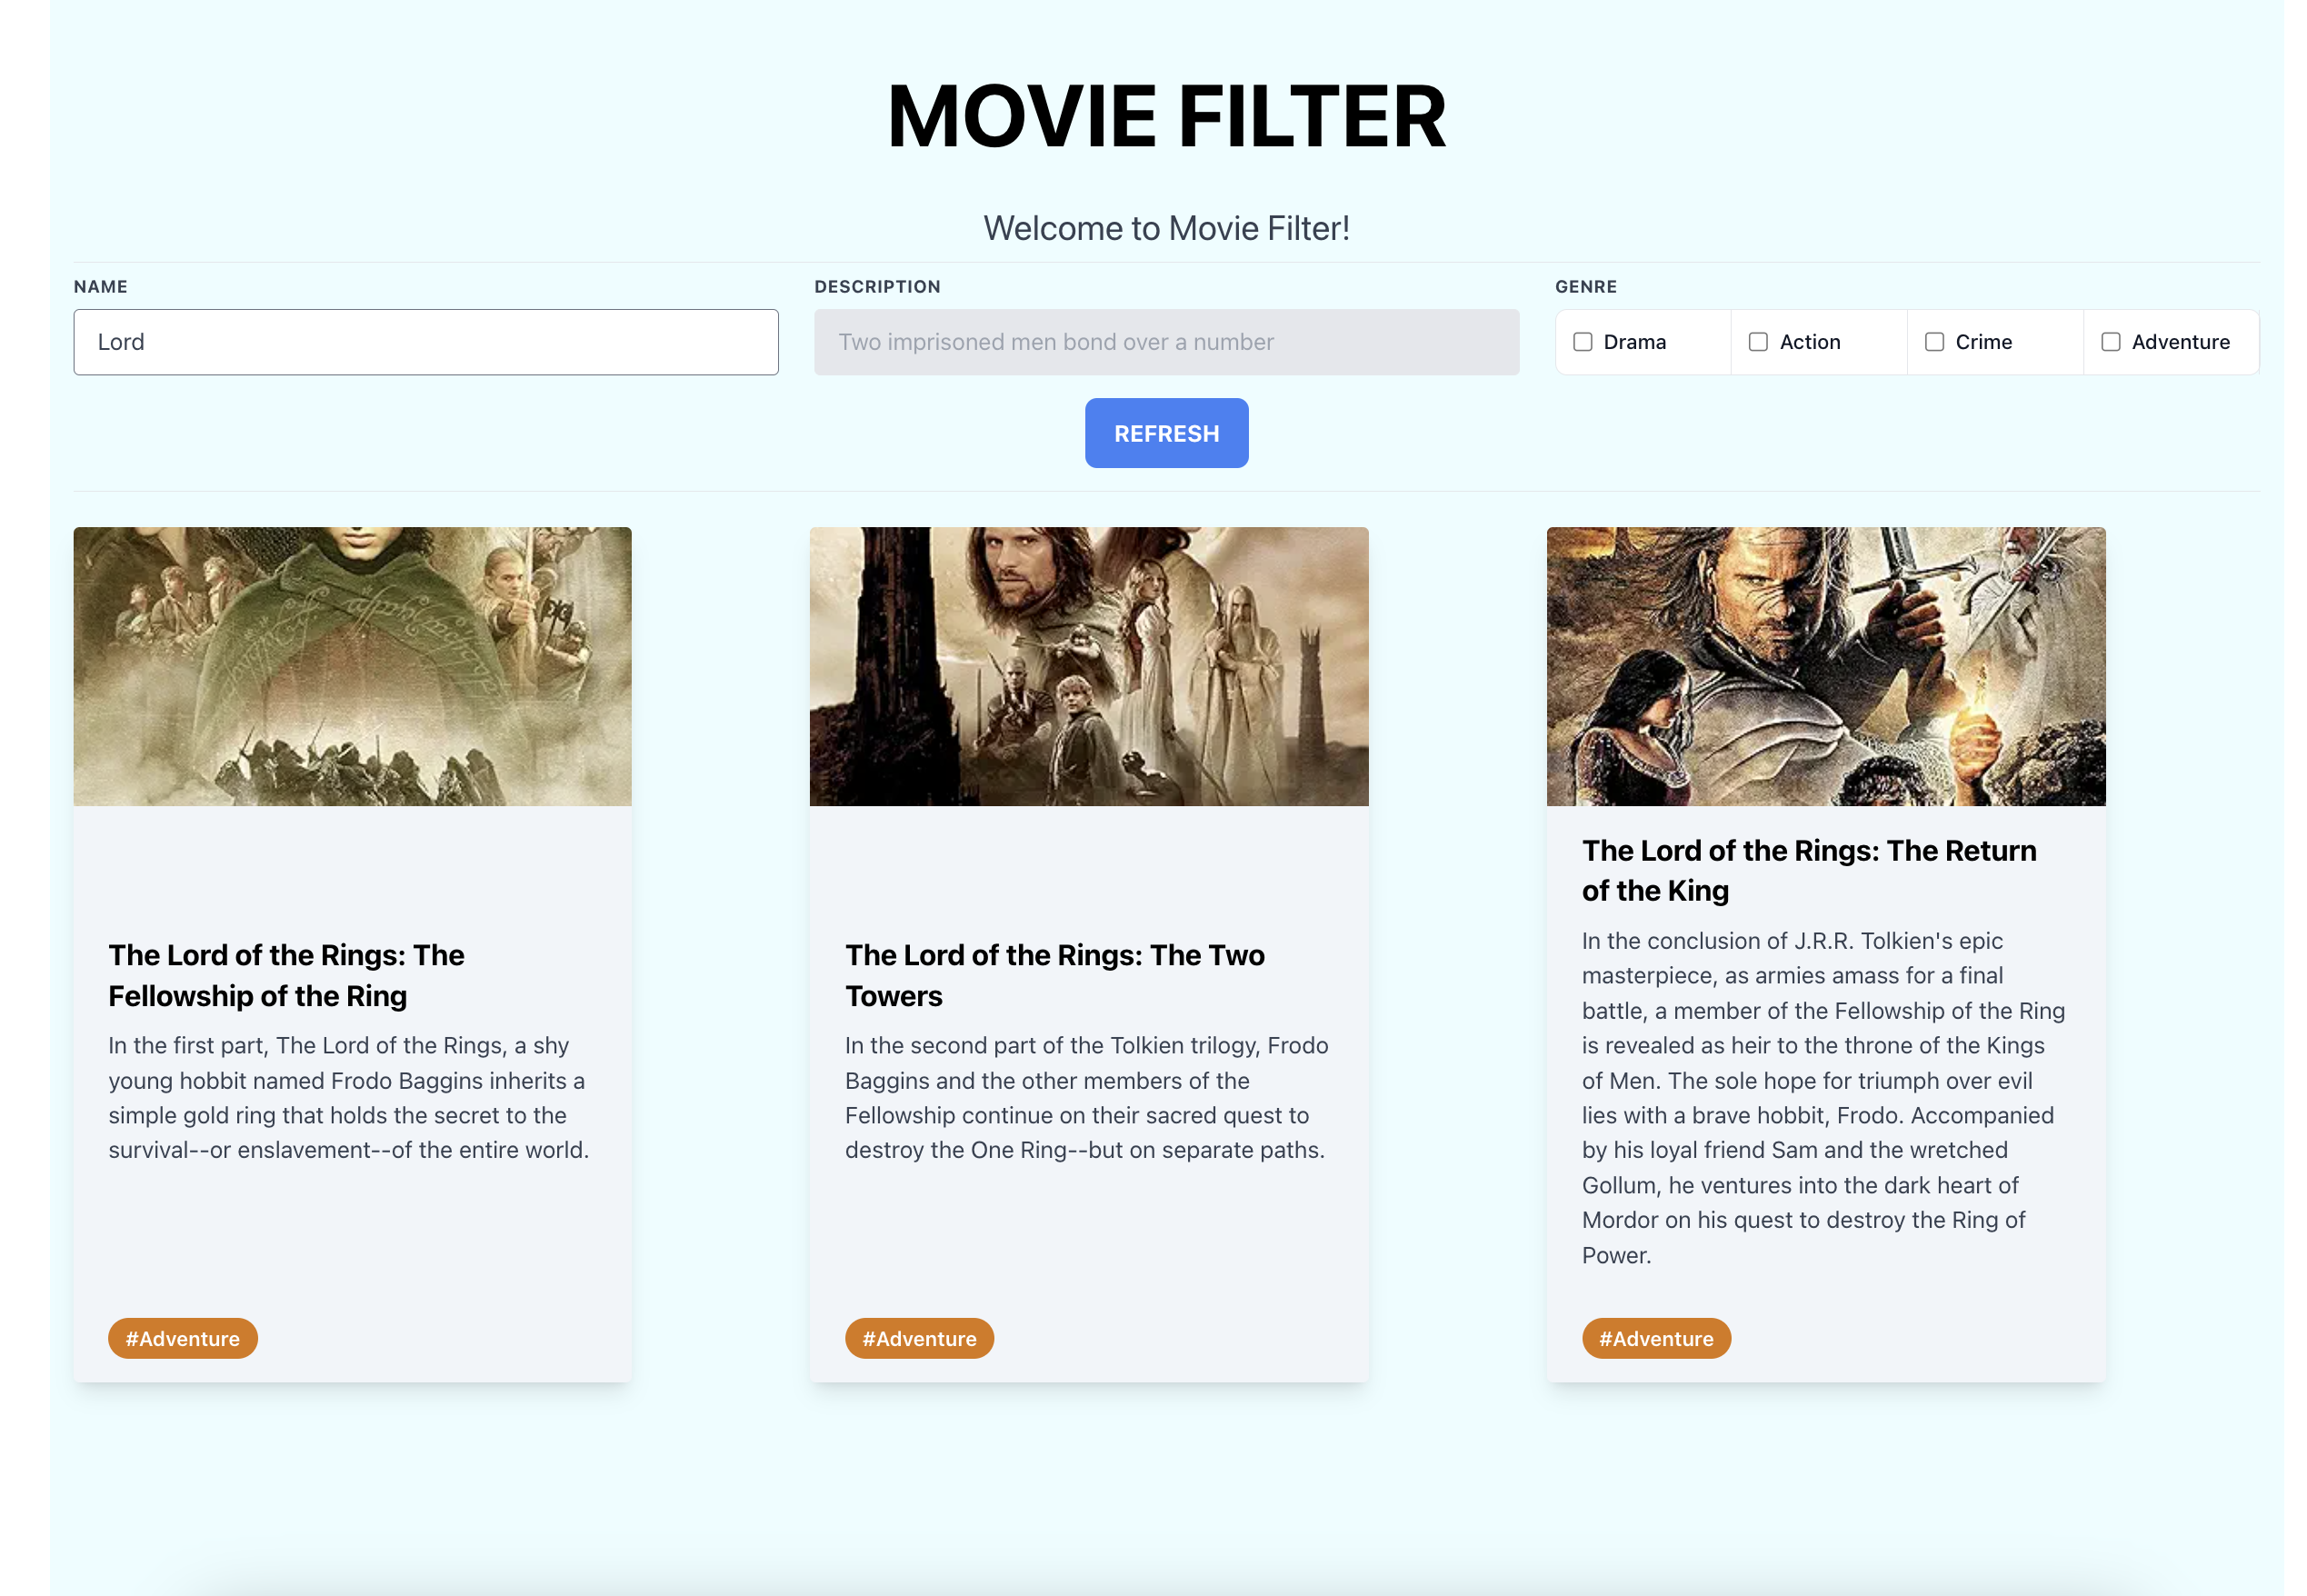 MOVIE FILTER
Welcome to Movie Filter!
NAME
DESCRIPTION
GENRE
Lord
Two imprisoned men bond over a number
Drama
Action
Crime
Adventure
REFRESH
The Lord of the Rings: The
Fellowship of the Ring
In the first part, The Lord of the Rings, a shy
young hobbit named Frodo Baggins inherits a
simple gold ring that holds the secret to the
survival--or enslavement--of the entire world.
#Adventure
The Lord of the Rings: The Two
Towers
In the second part of the Tolkien trilogy, Frodo
Baggins and the other members of the
Fellowship continue on their sacred quest to
destroy the One Ring--but on separate paths.
#Adventure
The Lord of the Rings: The Return
of the King
In the conclusion of J.R.R. Tolkien's epic
masterpiece, as armies amass for a final
battle, a member of the Fellowship of the Ring
is revealed as heir to the throne of the Kings
of Men. The sole hope for triumph over evil
lies with a brave hobbit, Frodo. Accompanied
by his loyal friend Sam and the wretched
Gollum, he ventures into the dark heart of
Mordor on his quest to destroy the Ring of
Power.
#Adventure